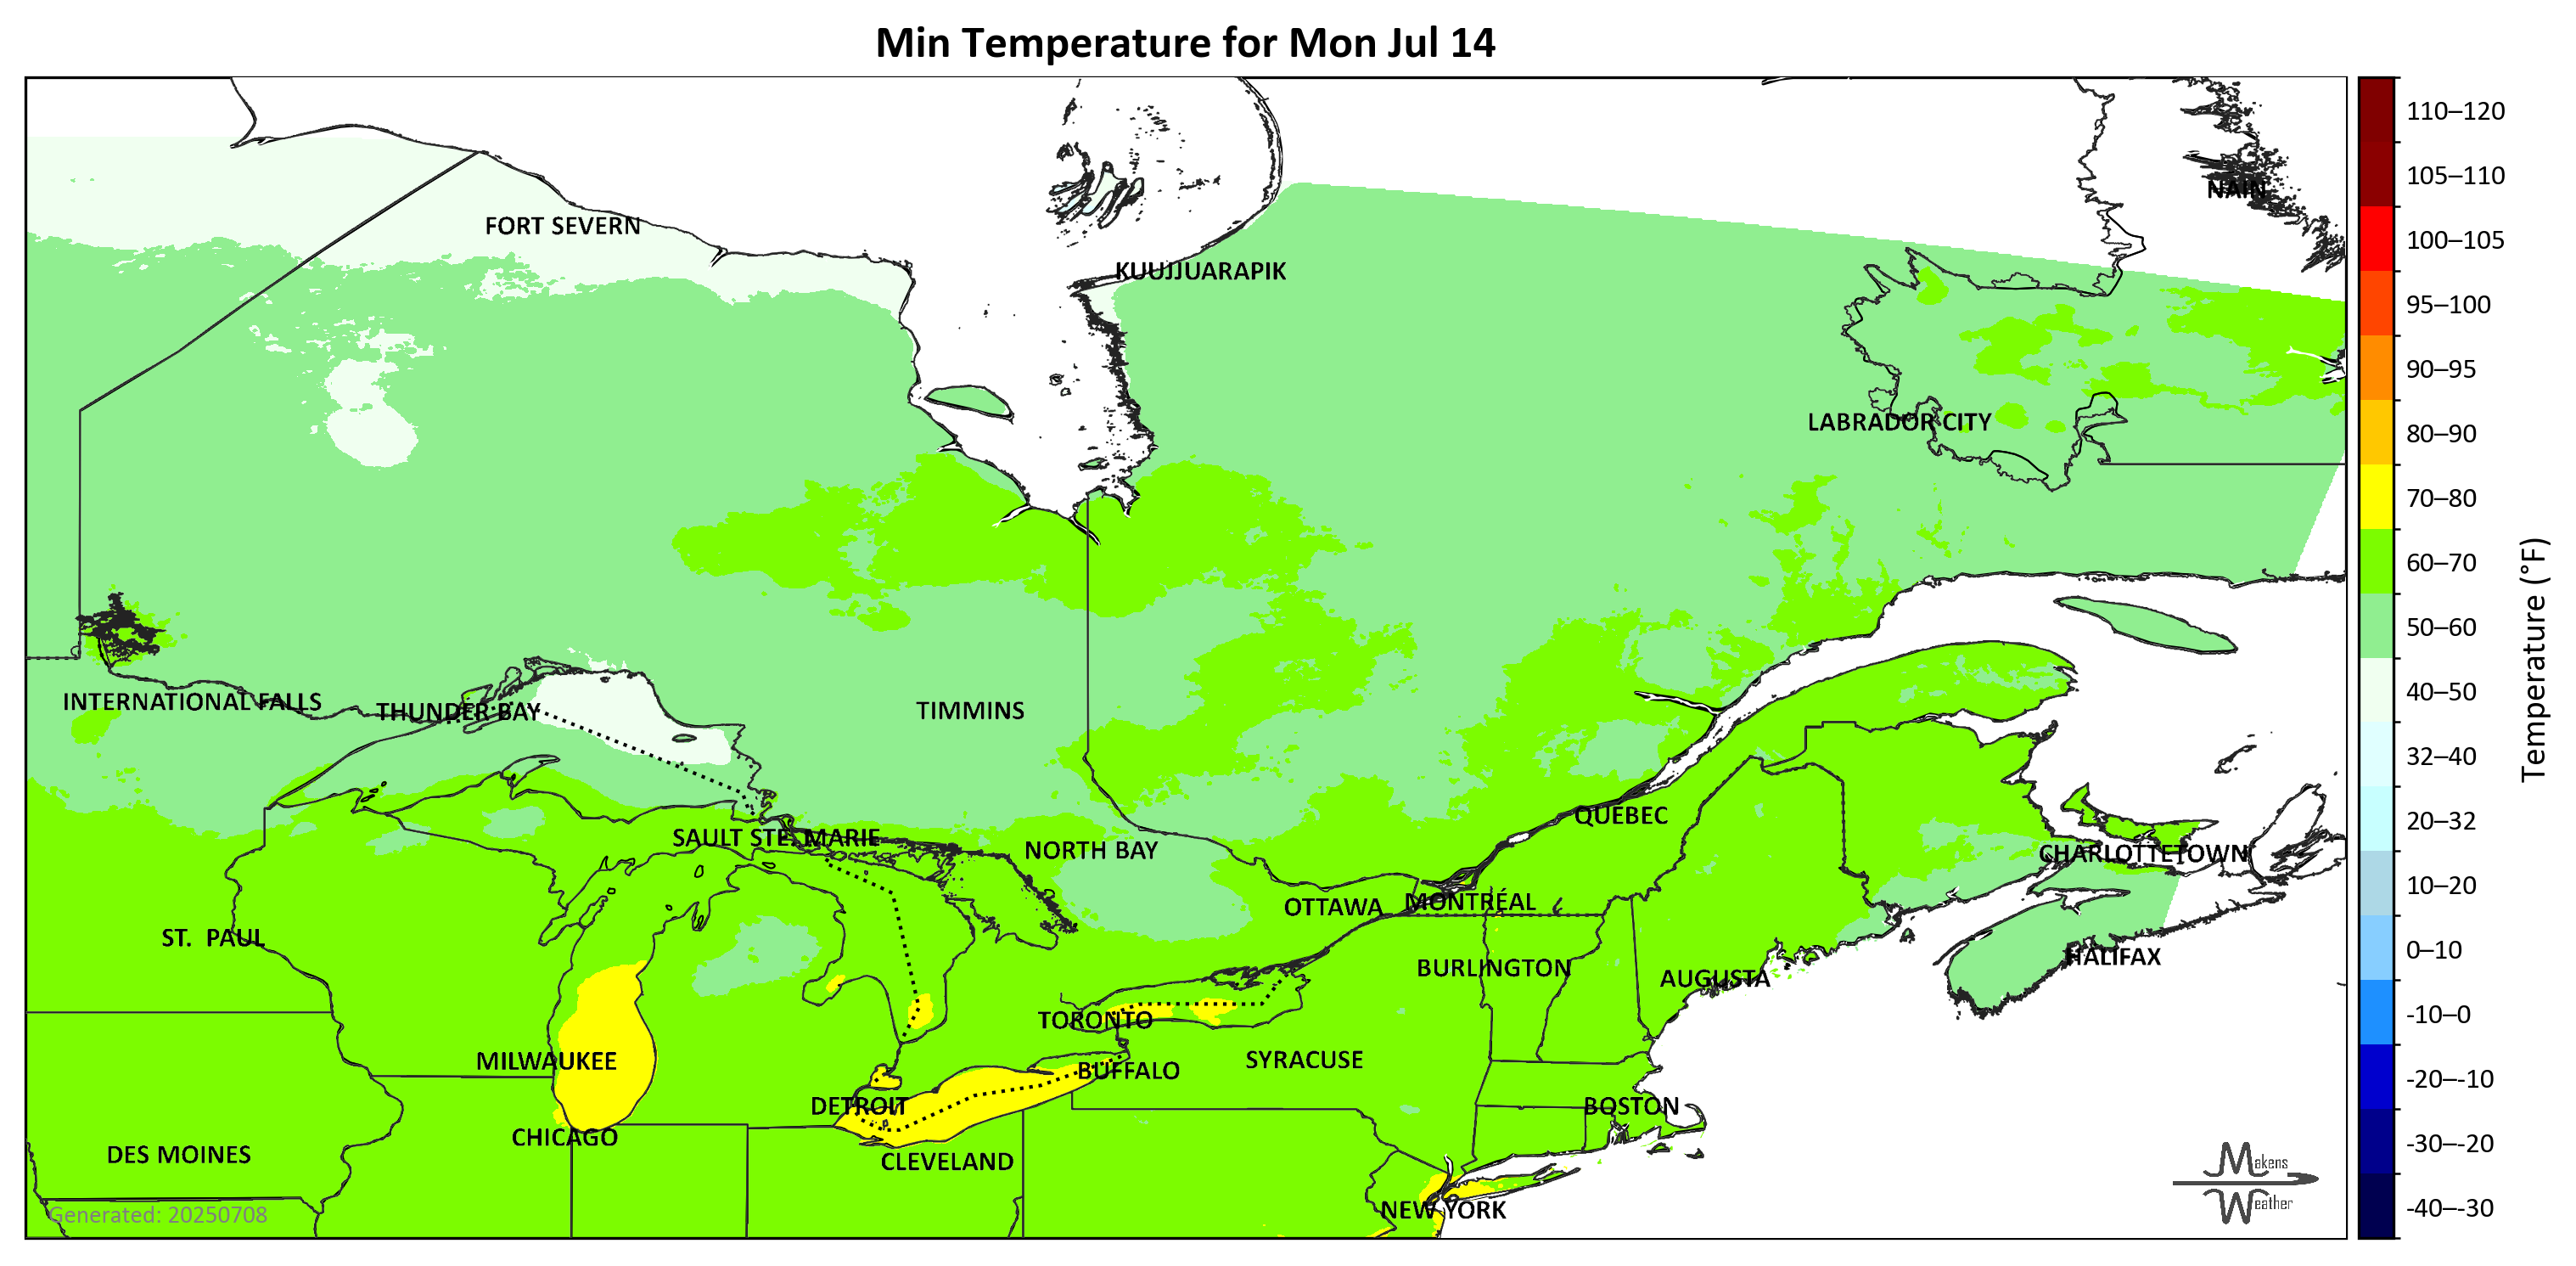 Min Temperature for Mon Jul 14
NAIN
FORT SEVERN
KUUJJUARAPIK
LABRADOR CITY
INTERNATIONAL FALLS
THUNDER BAY
TIMMINS
QUÉBEC
SAULT STE. MARIE
NORTH BAY
CHARLOTTETOWN
OTTAWA
MONTRÉAL
ST. PAUL
BURLINGTON
AUGUSTA
HALIFAX
TORONTO
MILWAUKEE
SYRACUSE
BUFFALO
DETROIT
BOSTON
CHICAGO
DES MOINES
CLEVELAND
NEW YORK
Generated: 20250708
Makens
Weather
110–120
105–110
100–105
95–100
90–95
80–90
70–80
60–70
50–60
40–50
32–40
20–32
10–20
0–10
-10–0
-20–-10
-30–-20
-40–-30
Temperature (°F)